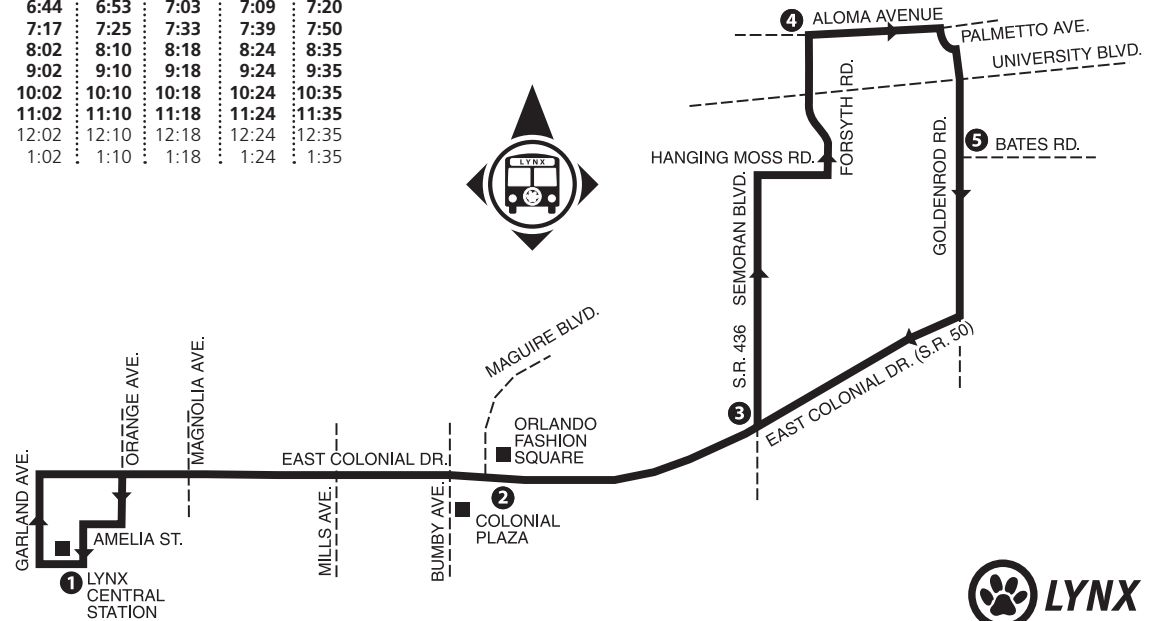 6:44 6:53 7:03 7:09 7:20
7:17 7:25 7:33 7:39 7:50
8:02 8:10 8:18 8:24 8:35
9:02 9:10 9:18 9:24 9:35
10:02 10:10 10:18 10:24 10:35
11:02 11:10 11:18 11:24 11:35
12:02 12:10 12:18 12:24 12:35
1:02 1:10 1:18 1:24 1:35
4 ALOMA AVENUE
PALMETTO AVE.
UNIVERSITY BLVD.
FORSYTH RD.
GOLDENROD RD.
5 BATES RD.
HANGING MOSS RD.
LYNX
S.R. 436 SEMORAN BLVD.
MAGUIRE BLVD.
EAST COLONIAL DR. (S.R. 50)
3
ORLANDO
FASHION
SQUARE
GARLAND AVE.
ORANGE AVE.
MAGNOLIA AVE.
EAST COLONIAL DR.
MILLS AVE.
BUMBY AVE.
2
COLONIAL
PLAZA
AMELIA ST.
1 LYNX
CENTRAL
STATION
LYNX